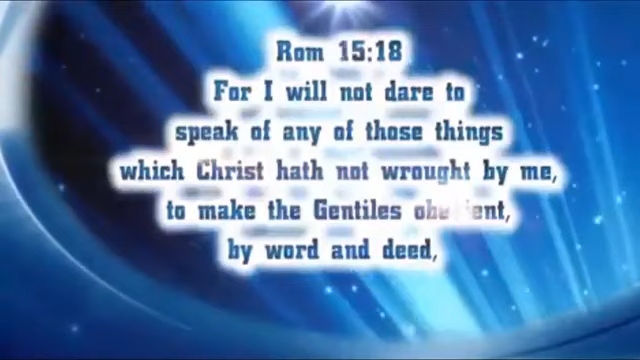 Rom 15:18
For I will not dare to
speak of any of those things
which Christ hath not wrought by me,
to make the Gentiles obedient,
by word and deed,